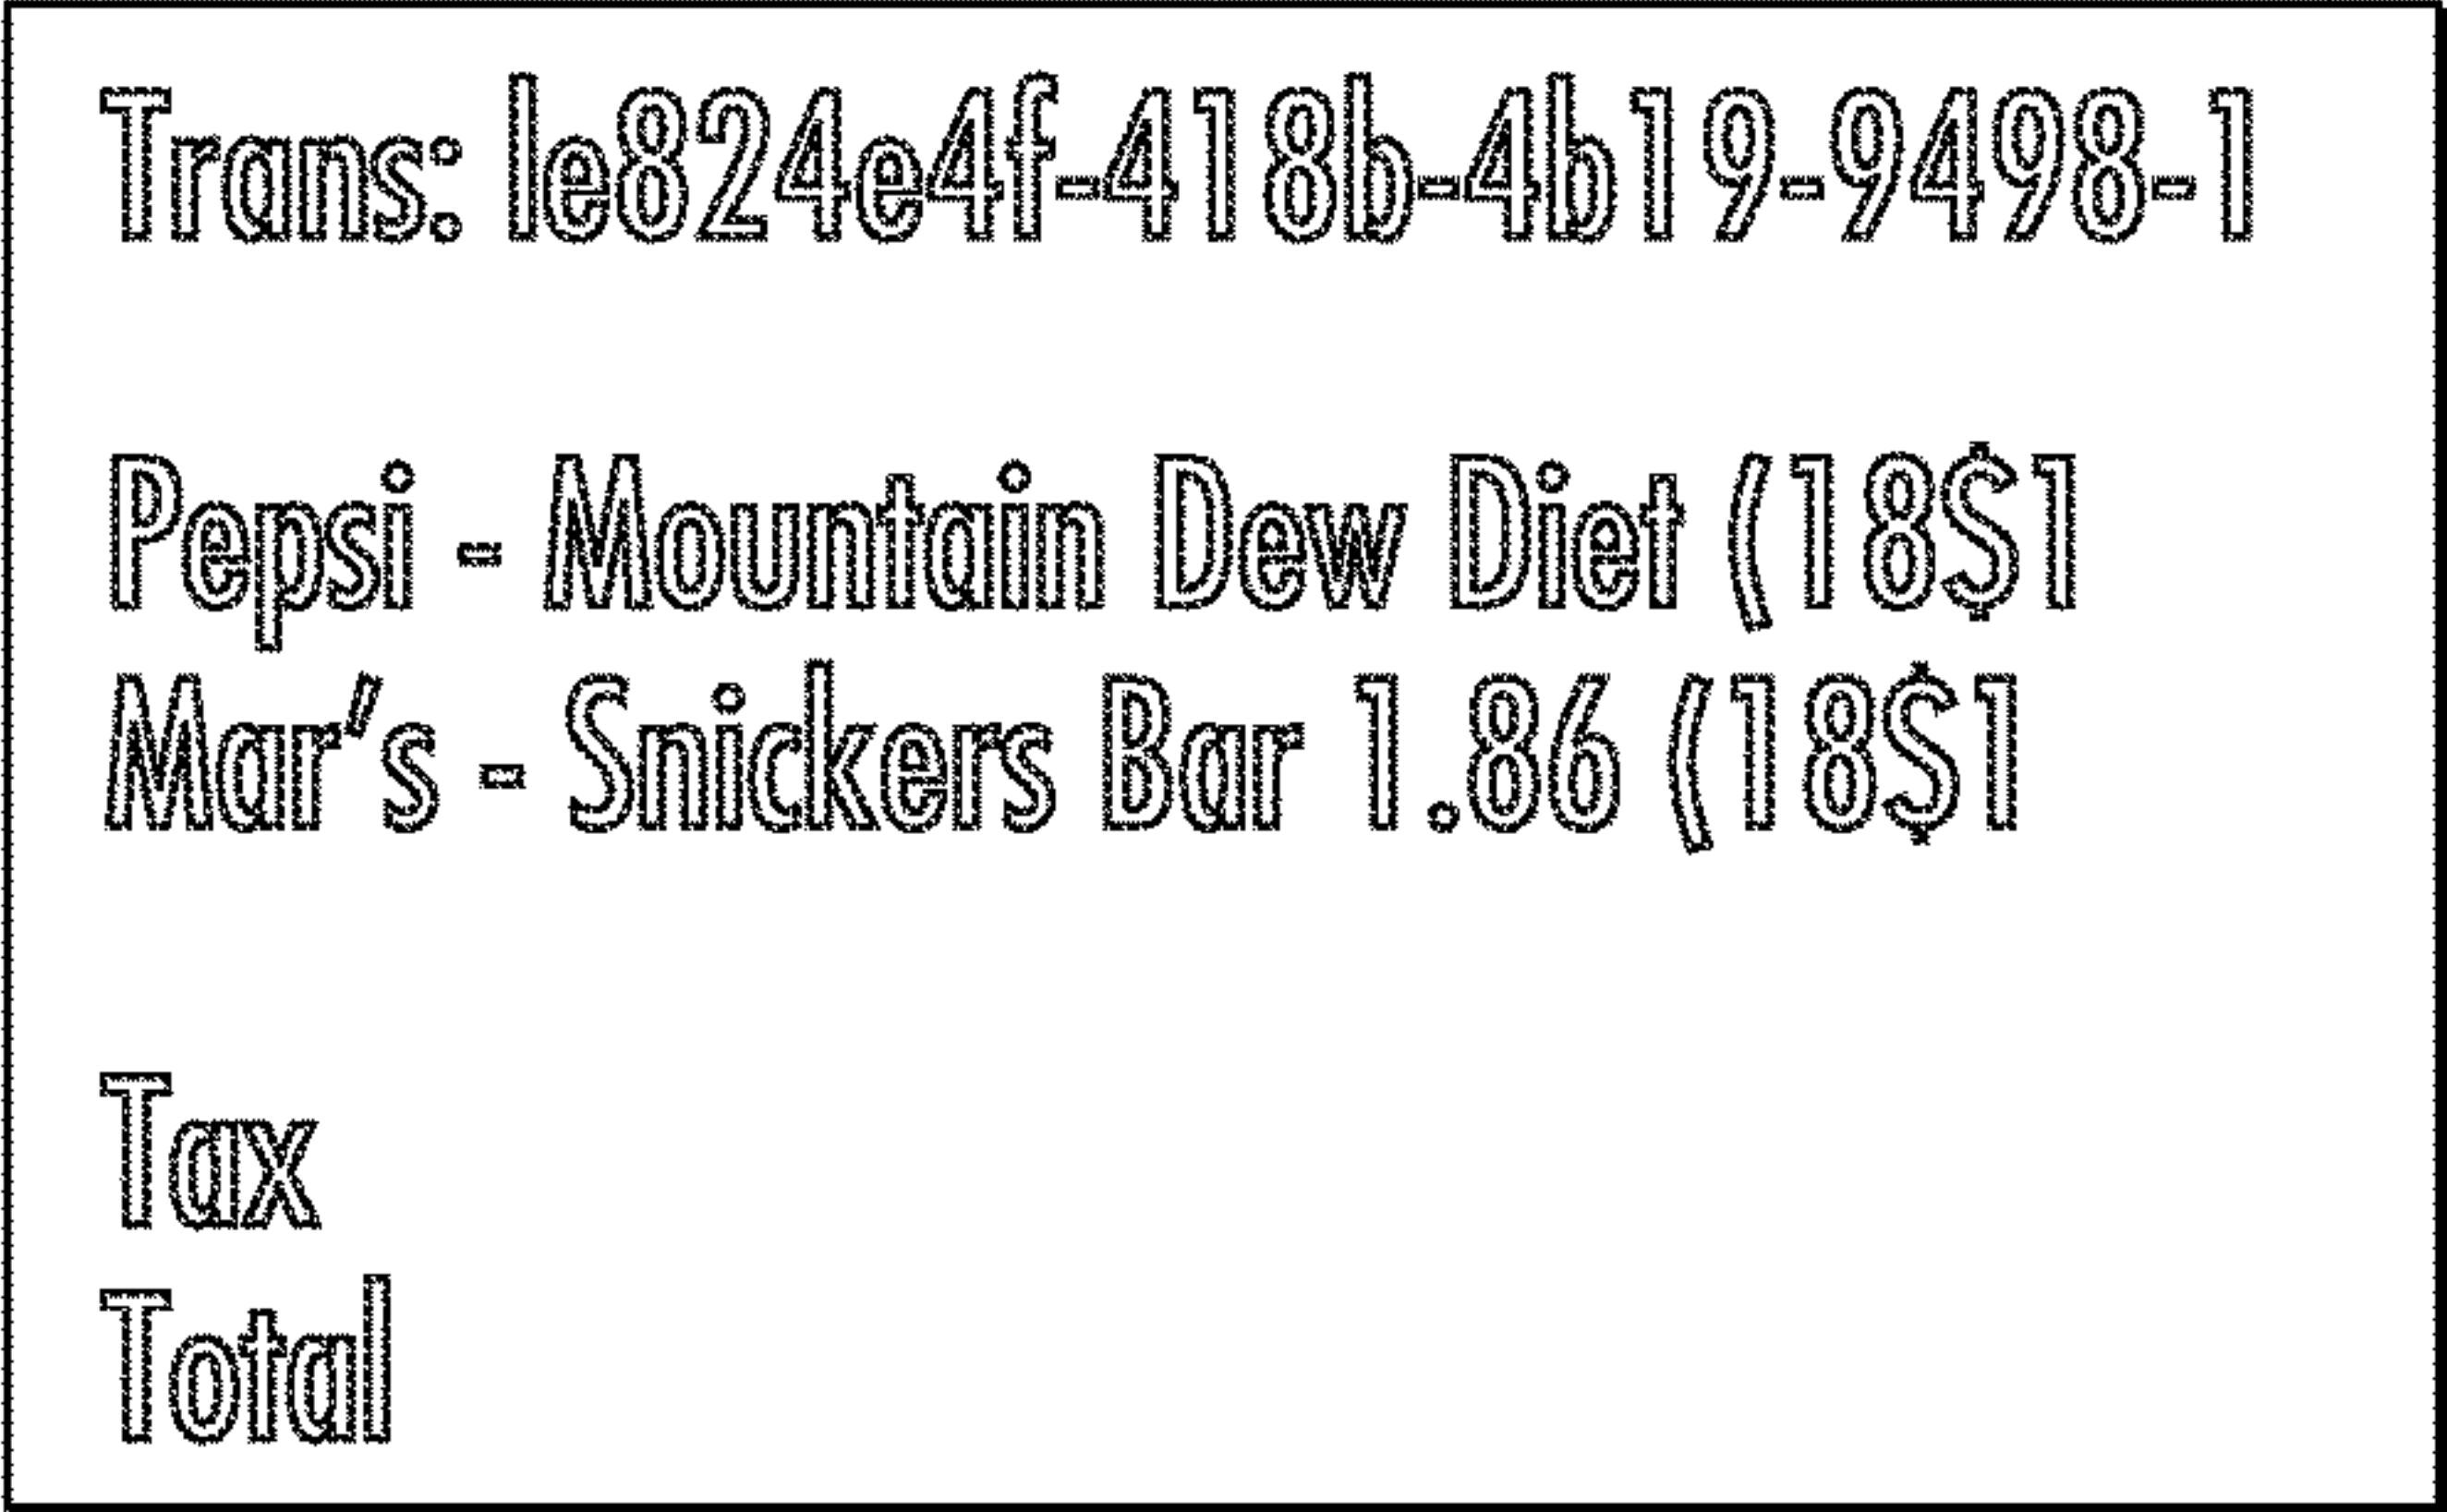 Trans: le824e4f-418b-4b19-9498-1
Pepsi - Mountain Dew Diet (18$1
Mar's - Snickers Bar 1.86 (18$1
Tax
Total